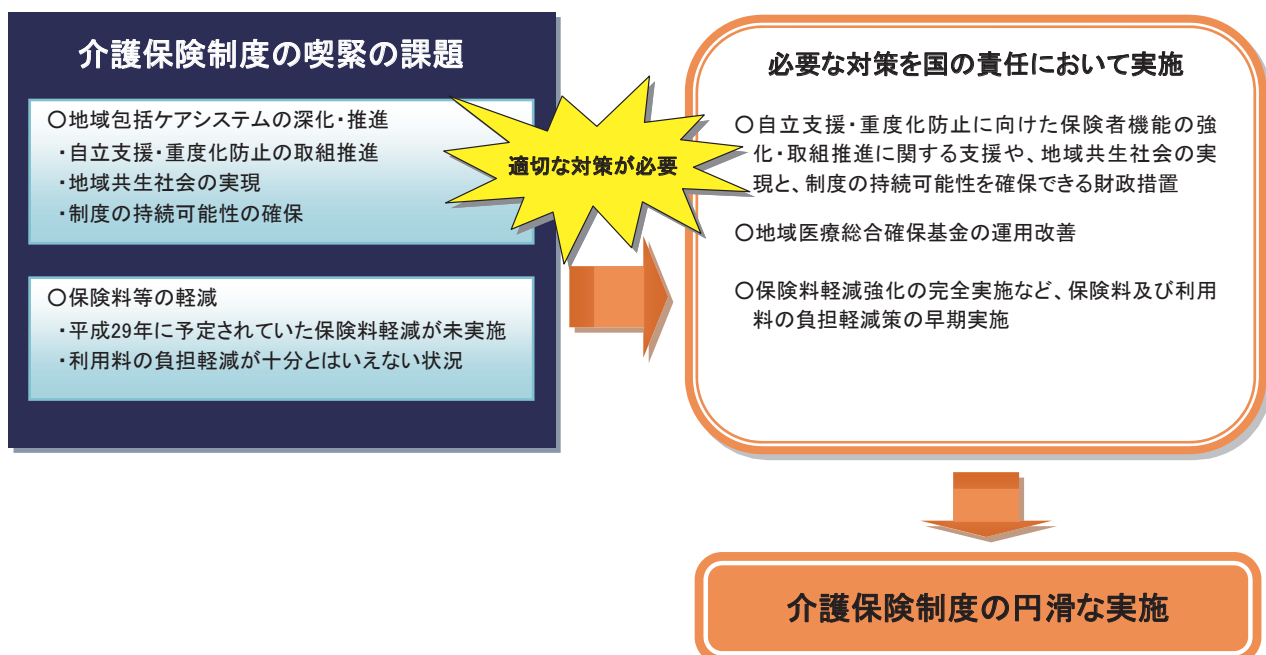 介護保険制度の喫緊の課題
〇地域包括ケアシステムの深化・推進
・自立支援・重度化防止の取組推進
・地域共生社会の実現
・制度の持続可能性の確保
〇保険料等の軽減
・平成29年に予定されていた保険料軽減が未実施
・利用料の負担軽減が十分とはいえない状況
適切な対策が必要
必要な対策を国の責任において実施
〇自立支援・重度化防止に向けた保険者機能の強
化・取組推進に関する支援や、地域共生社会の実
現と、制度の持続可能性を確保できる財政措置
〇地域医療総合確保基金の運用改善
〇保険料軽減強化の完全実施など、保険料及び利用
料の負担軽減策の早期実施
介護保険制度の円滑な実施